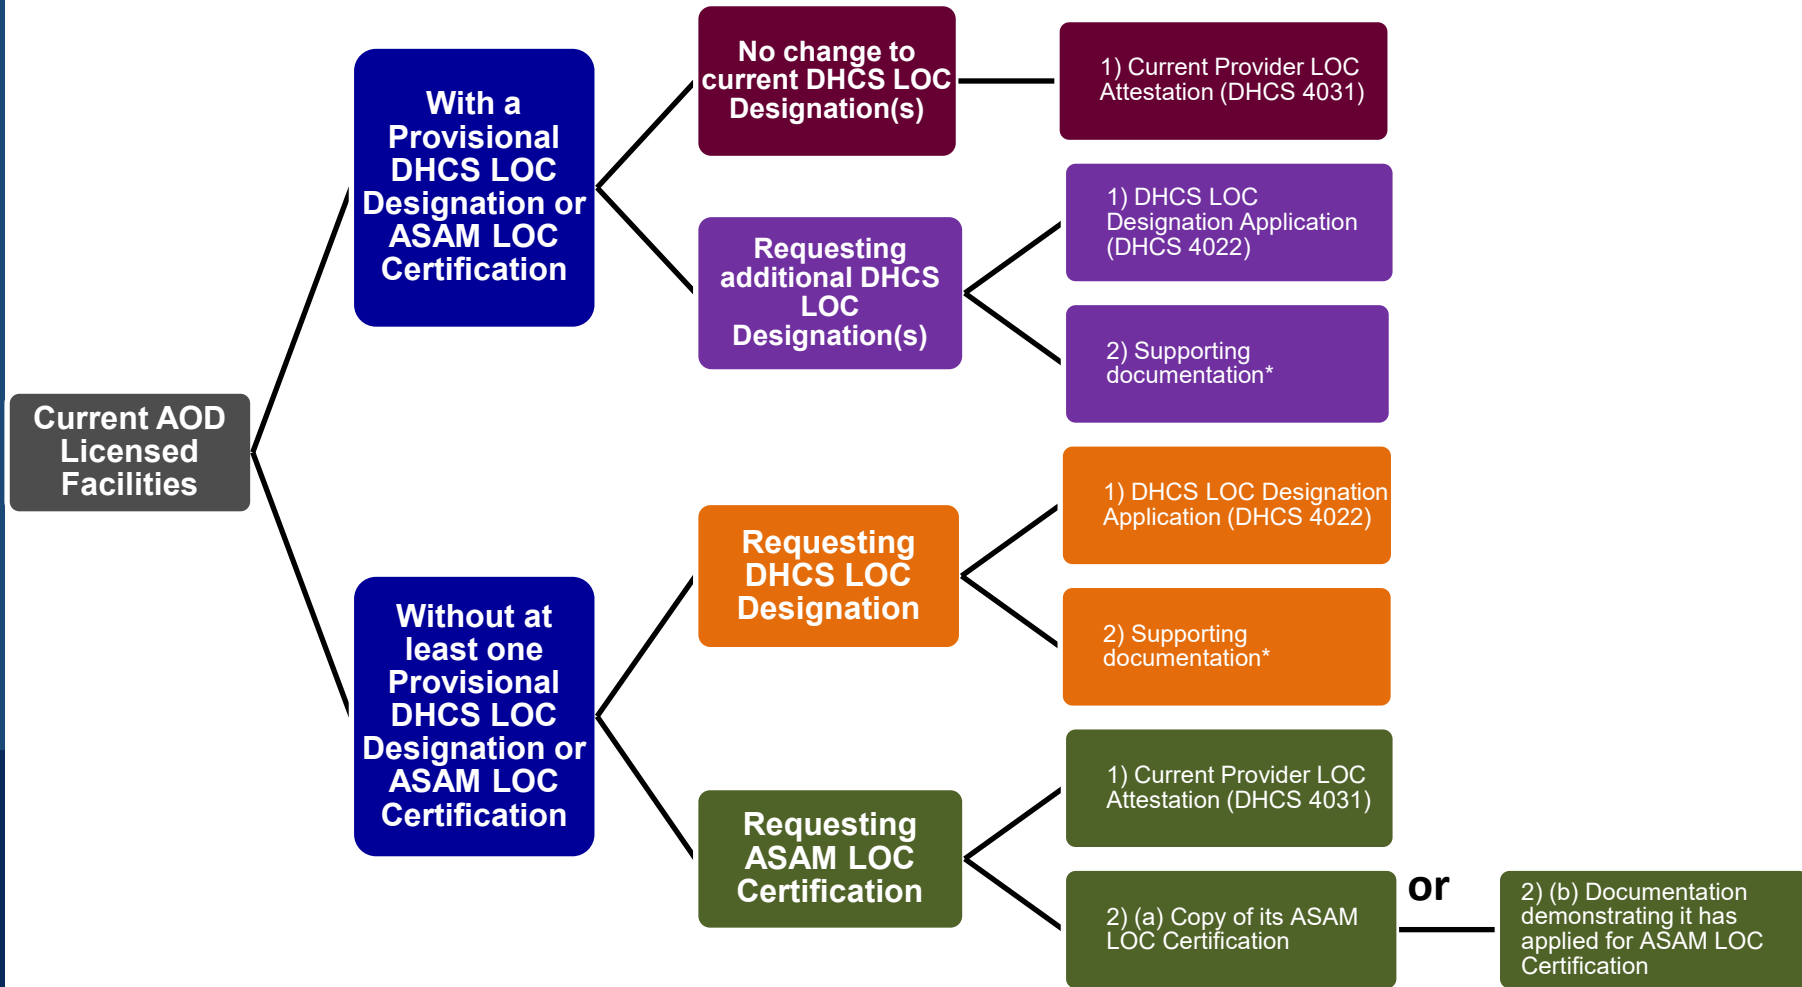 Current AOD
Licensed
Facilities
With a
Provisional
DHCS LOC
Designation or
ASAM LOC
Certification
No change to
current DHCS LOC
Designation(s)
1) Current Provider LOC
Attestation (DHCS 4031)
Requesting
additional DHCS
LOC
Designation(s)
1) DHCS LOC
Designation Application
(DHCS 4022)
2) Supporting
documentation*
Without at
least one
Provisional
DHCS LOC
Designation or
ASAM LOC
Certification
Requesting
DHCS LOC
Designation
1) DHCS LOC Designation
Application (DHCS 4022)
2) Supporting
documentation*
Requesting
ASAM LOC
Certification
1) Current Provider LOC
Attestation (DHCS 4031)
2) (a) Copy of its ASAM
LOC Certification
or
2) (b) Documentation
demonstrating it has
applied for ASAM LOC
Certification